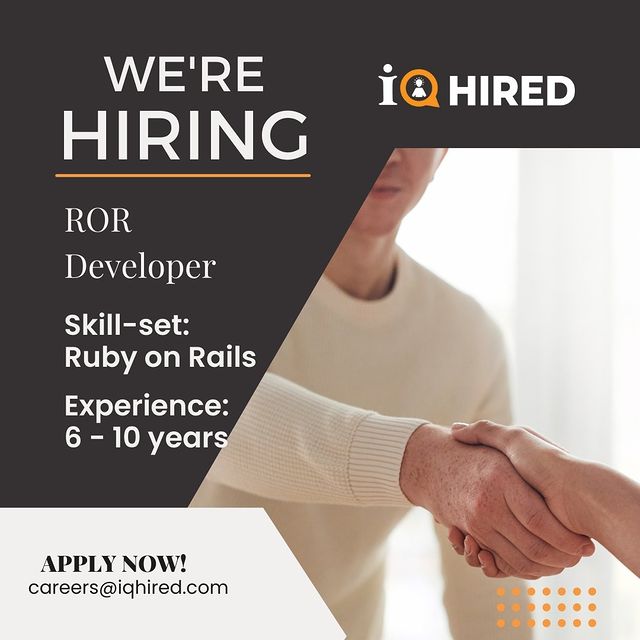 WE'RE
HIRING
iQ HIRED
ROR
Developer
Skill-set:
Ruby on Rails
Experience:
6 - 10 years
APPLY NOW!
careers@iqhired.com